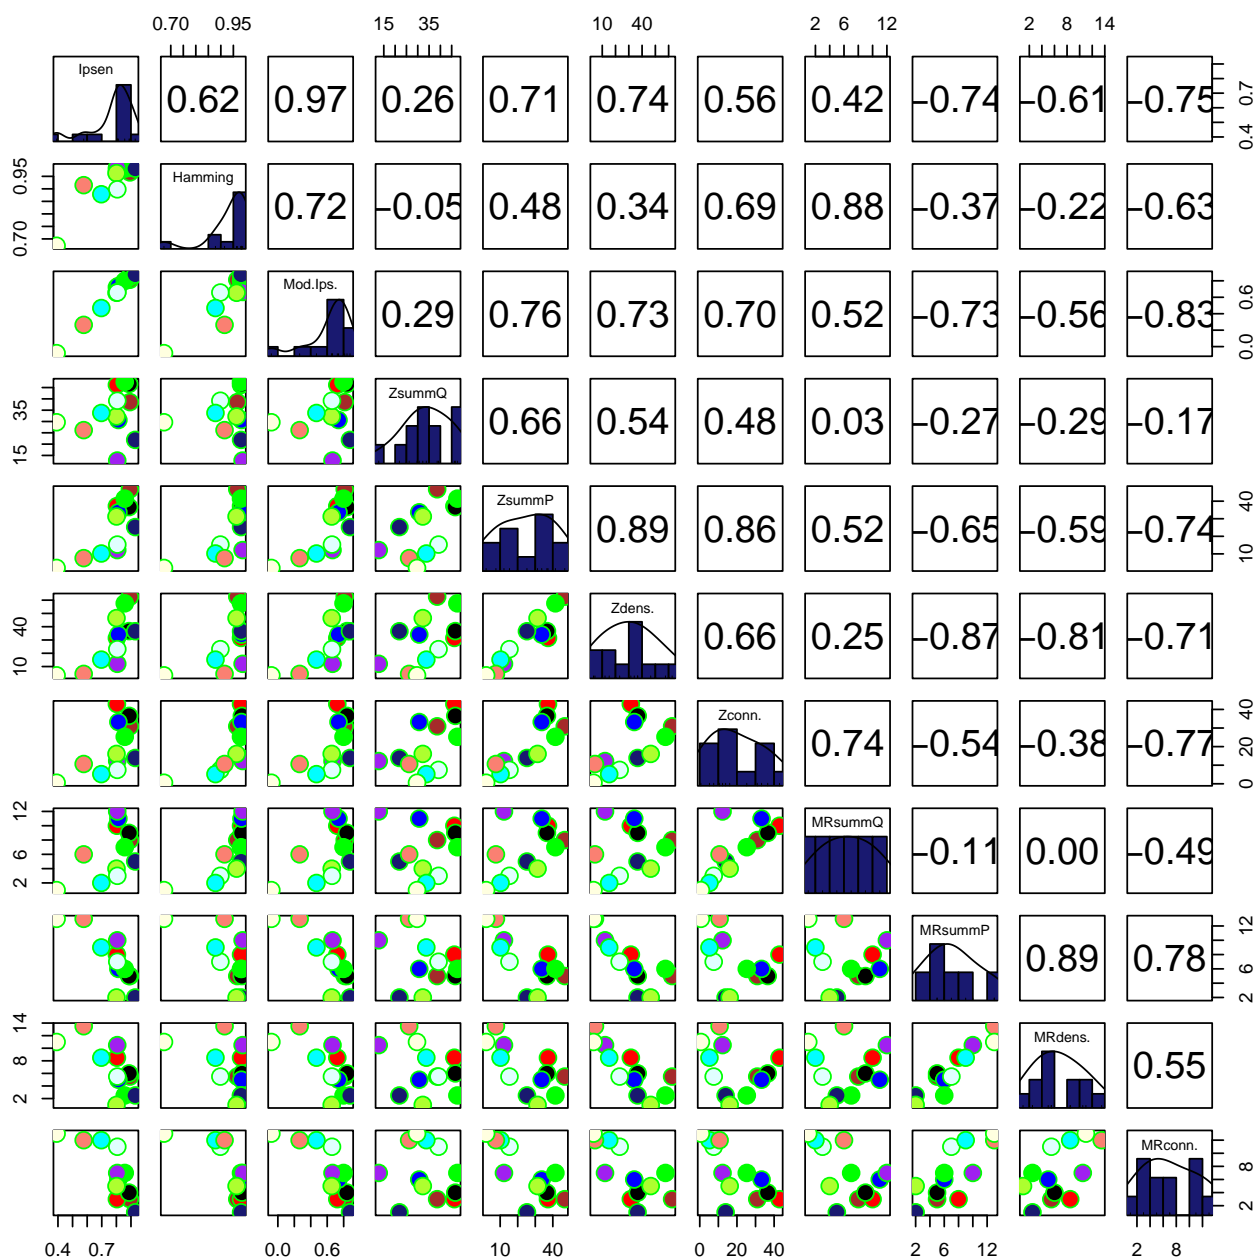 0.70 0.95 15 35 10 40 2 6 12 2 8 14
Ipsen 0.62 0.97 0.26 0.71 0.74 0.56 0.42 −0.74 −0.61 −0.75 0.4 0.7
0.70 0.95 Hamming 0.72 −0.05 0.48 0.34 0.69 0.88 −0.37 −0.22 −0.63
Mod.Ips. 0.29 0.76 0.73 0.70 0.52 −0.73 −0.56 −0.83 0.0 0.6
15 35 ZsummQ 0.66 0.54 0.48 0.03 −0.27 −0.29 −0.17
ZsummP 0.89 0.86 0.52 −0.65 −0.59 −0.74 10 40
10 40 Zdens. 0.66 0.25 −0.87 −0.81 −0.71
Zconn. 0.74 −0.54 −0.38 −0.77 0 20 40
2 6 12 MRsummQ −0.11 0.00 −0.49
MRsummP 0.89 0.78 2 6 12
2 8 14 MRdens. 0.55
MRconn. 2 8
0.4 0.7 0.0 0.6 10 40 0 20 40 2 6 12 2 8